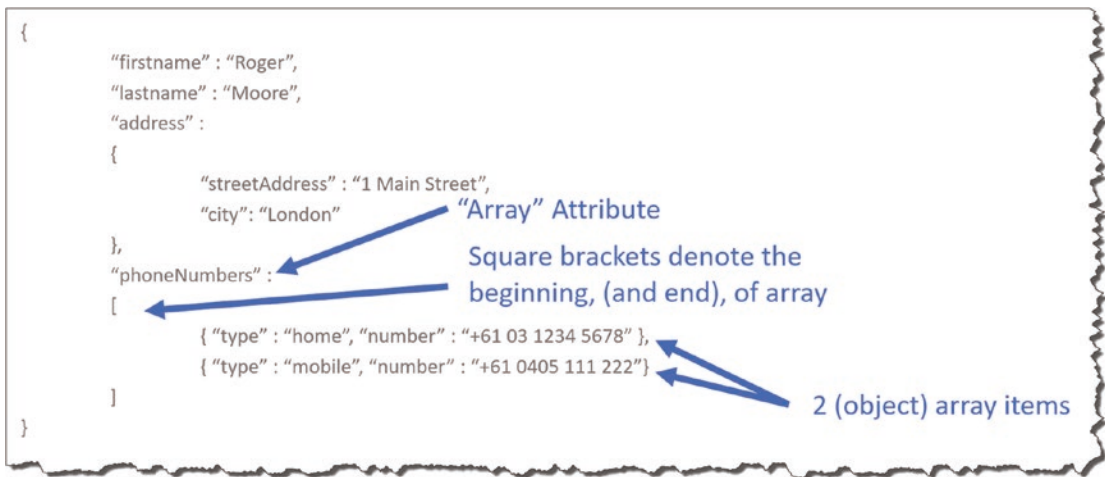 {
“firstname” : “Roger”,
“lastname” : “Moore”,
“address” :
{
“streetAddress” : “1 Main Street”,
“city”: “London”
“Array” Attribute
},
“phoneNumbers” :
Square brackets denote the
beginning, (and end), of array
[
{ “type” : “home”, “number” : “+61 03 1234 5678” },
{ “type” : “mobile”, “number” : “+61 0405 111 222”}
2 (object) array items
]
}